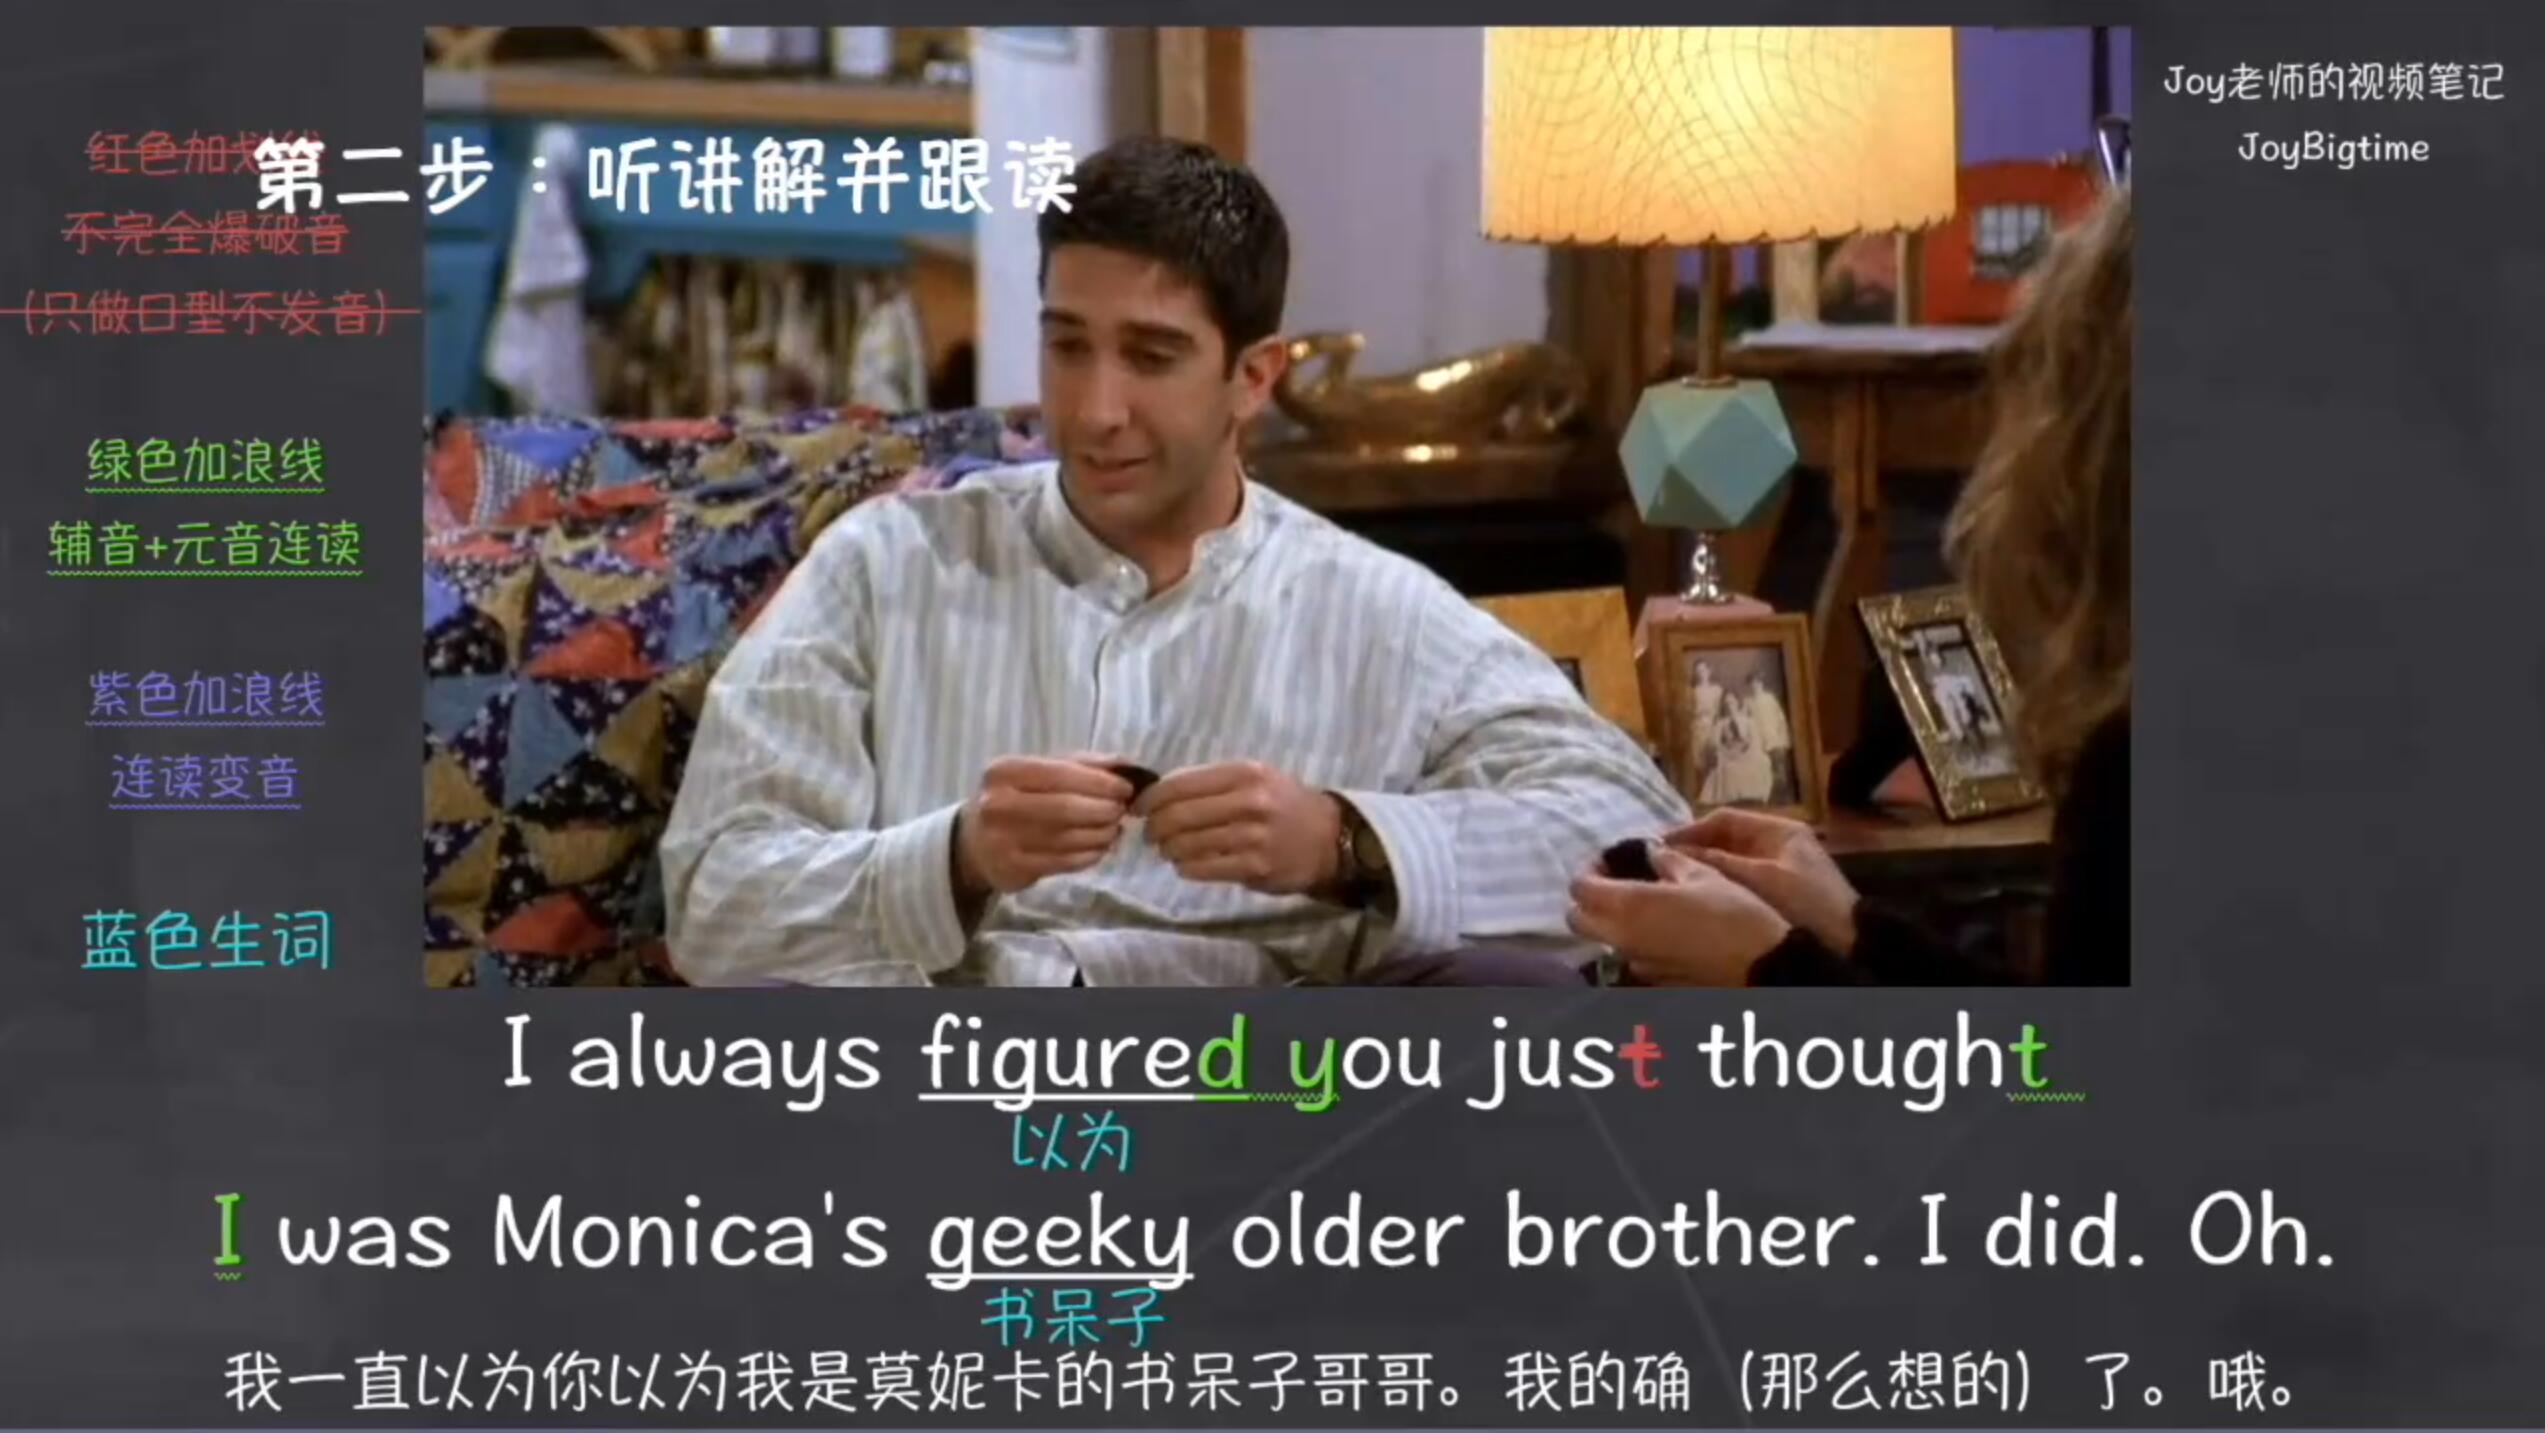 Joy老师的视频笔记
JoyBigtime
第二步：听讲解并跟读
红色加划线
不完全爆破音
(只做口型不发音)
绿色加浪线
辅音+元音连读
紫色加浪线
连读变音
蓝色生词
I always figured you just thought
以为
I was Monica's geeky older brother. I did. Oh.
书呆子
我一直以为你以为我是莫妮卡的书呆子哥哥。我的确（那么想的）了。哦。